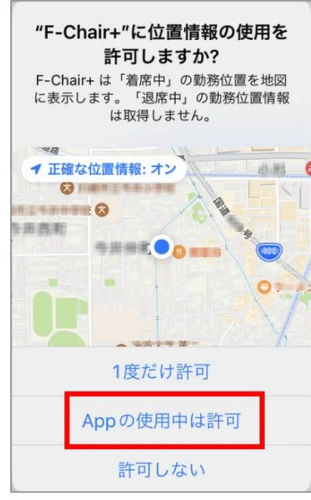 “F-Chair+”に位置情報の使用を
許可しますか?
F-Chair+ は「着席中」の勤務位置を地図
に表示します。「退席中」の勤務位置情報
は取得しません。
正確な位置情報: オン
国道
1度だけ許可
Appの使用中は許可
許可しない